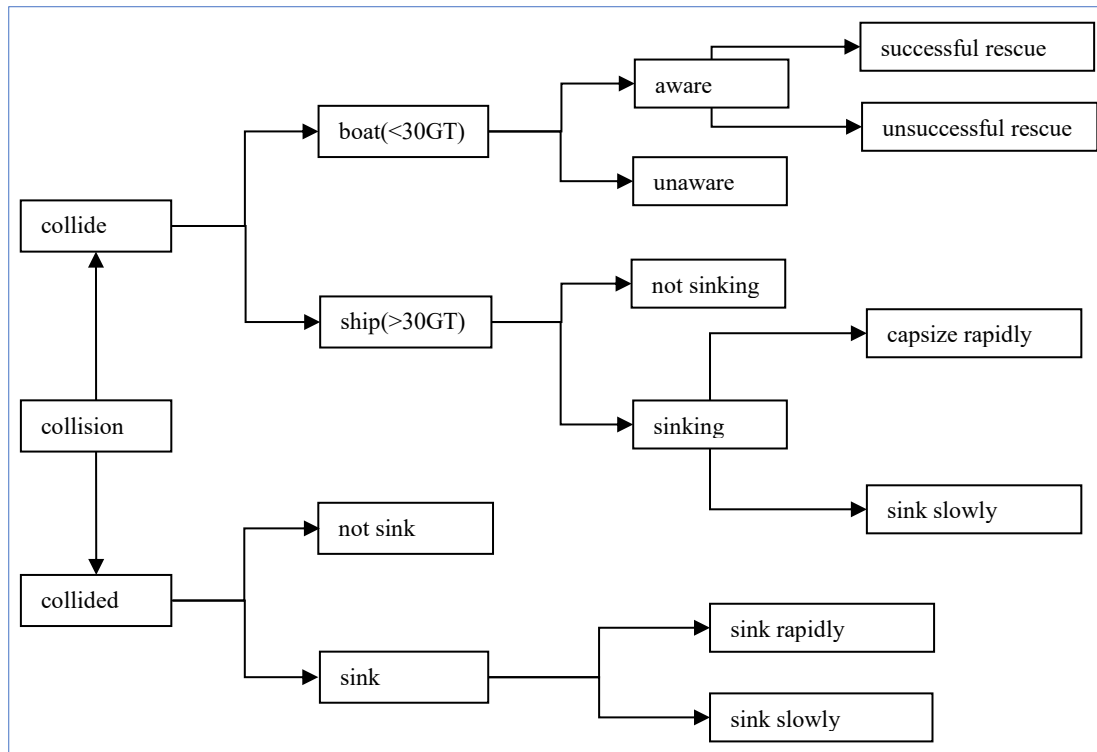 successful rescue
aware
boat(<30GT)
unsuccessful rescue
unaware
collide
not sinking
ship(>30GT)
capsize rapidly
collision
sinking
sink slowly
not sink
collided
sink rapidly
sink
sink slowly